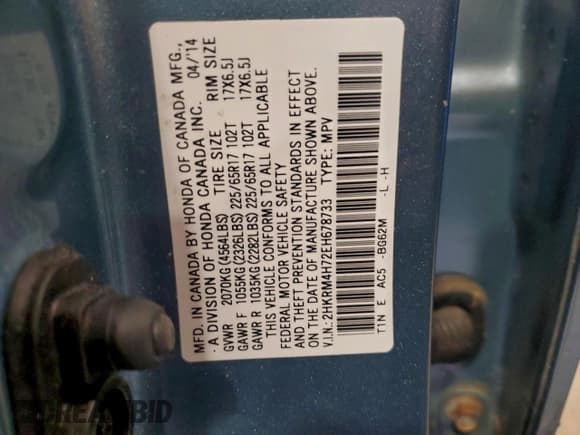 MFD. IN CANADA BY HONDA OF CANADA MFG.,
A DIVISION OF HONDA CANADA INC. 04/'14
TIRE SIZE RIM SIZE
GVWR 2070KG (4564LBS)
GAWR F 1055KG (2326LBS) 225/65R17 102T 17X6.5J
GAWR R 1035KG (2282LBS) 225/65R17 102T 17X6.5J
THIS VEHICLE CONFORMS TO ALL APPLICABLE
FEDERAL MOTOR VEHICLE SAFETY
AND THEFT PREVENTION STANDARDS IN EFFECT
ON THE DATE OF MANUFACTURE SHOWN ABOVE.
V.I.N.:2HKRM4H72EH678733 TYPE: MPV
T1N E AC5 -BG62M -L -H
DREAMBID